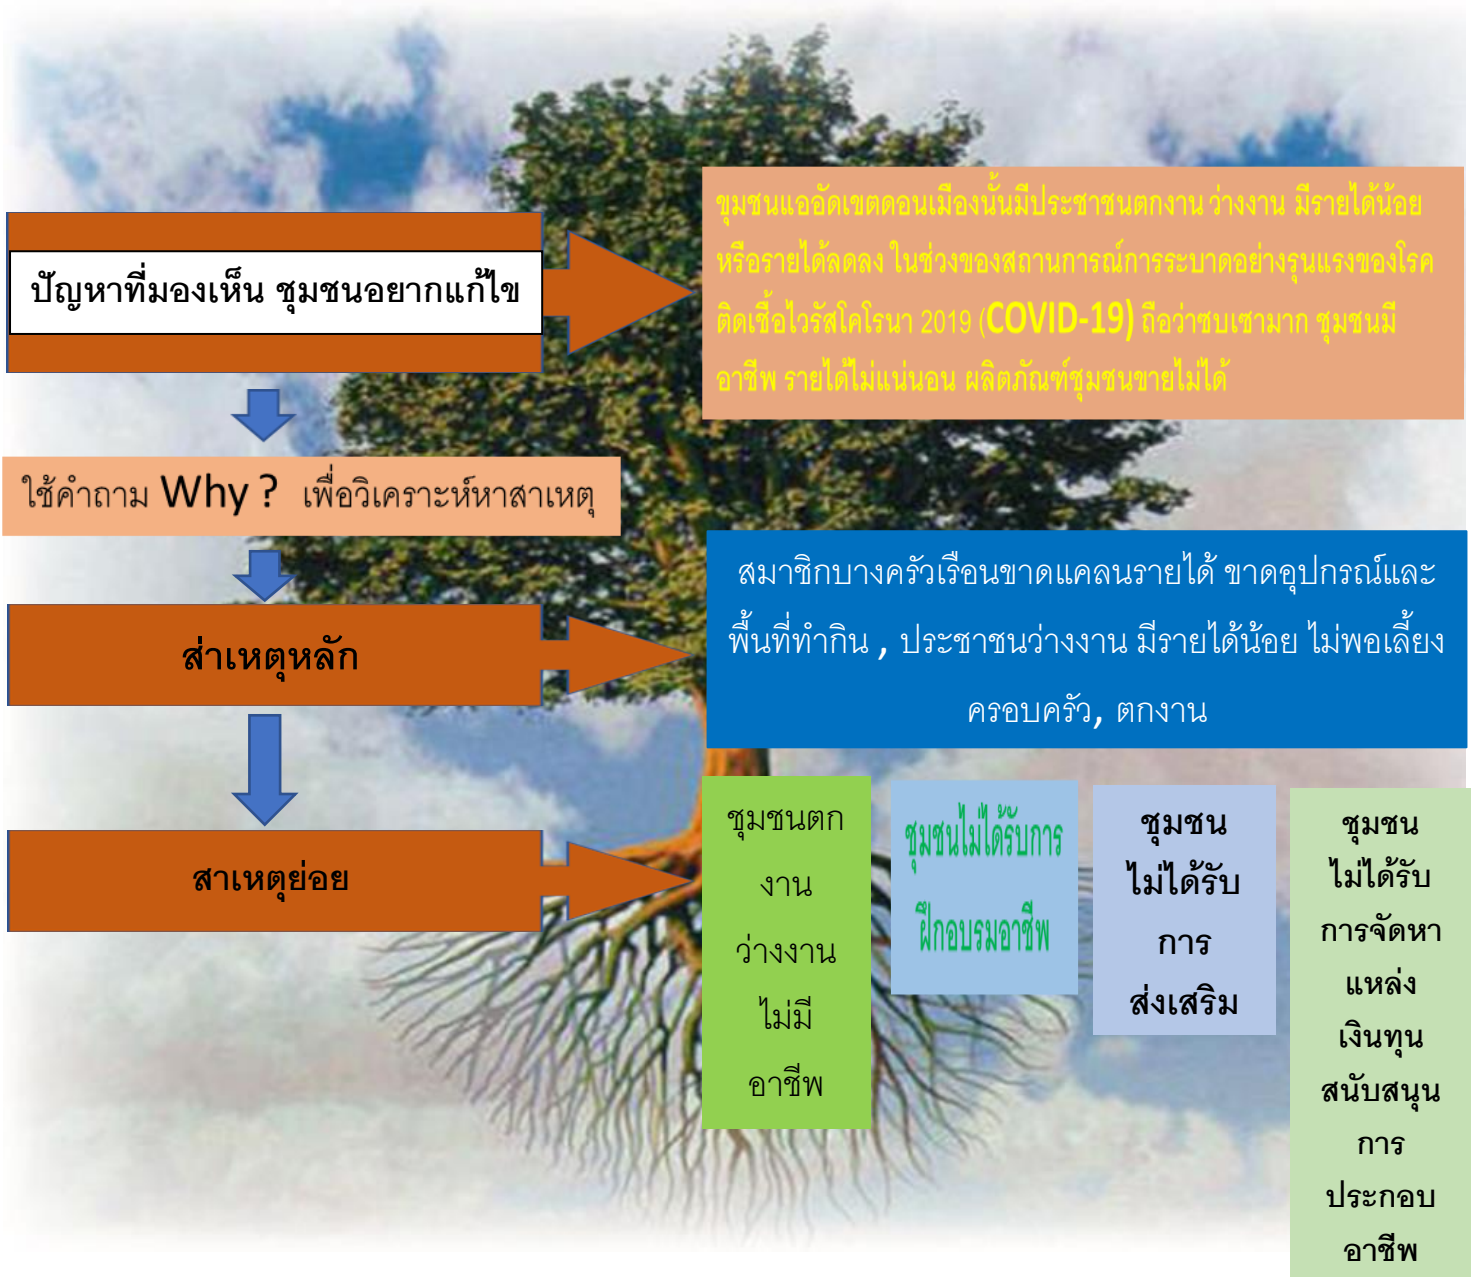 ปัญหาที่มองเห็น ชุมชนอยากแก้ไข
ขุมชนแออัดเขตดอนเมืองนั้นมีประชาชนตกงาน ว่างงาน มีรายได้น้อย
หรือรายได้ลดลง ในช่วงของสถานการณ์การระบาดอย่างรุนแรงของโรค
ติดเชื้อไวรัสโคโรนา 2019 (COVID-19) ถือว่าซบเซามาก ชุมชนมี
อาชีพ รายได้ไม่แน่นอน ผลิตภัณฑ์ชุมชนขายไม่ได้
ใช้คำถาม Why ? เพื่อวิเคราะห์หาสาเหตุ
ส่าเหตุหลัก
สมาชิกบางครัวเรือนขาดแคลนรายได้ ขาดอุปกรณ์และ
พื้นที่ทำกิน , ประชาชนว่างงาน มีรายได้น้อย ไม่พอเลี้ยง
ครอบครัว, ตกงาน
สาเหตุย่อย
ชุมชนตก
งาน
ว่างงาน
ไม่มี
อาชีพ
ชุมชนไม่ได้รับการ
ฝึกอบรมอาชีพ
ชุมชน
ไม่ได้รับ
การ
ส่งเสริม
ชุมชน
ไม่ได้รับ
การจัดหา
แหล่ง
เงินทุน
สนับสนุน
การ
ประกอบ
อาชีพ